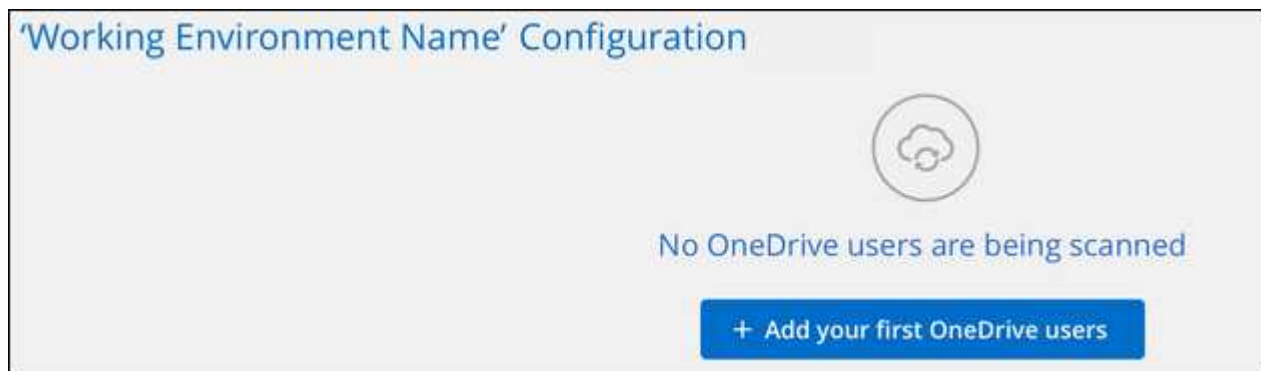 ‘Working Environment Name’ Configuration
No OneDrive users are being scanned
+ Add your first OneDrive users